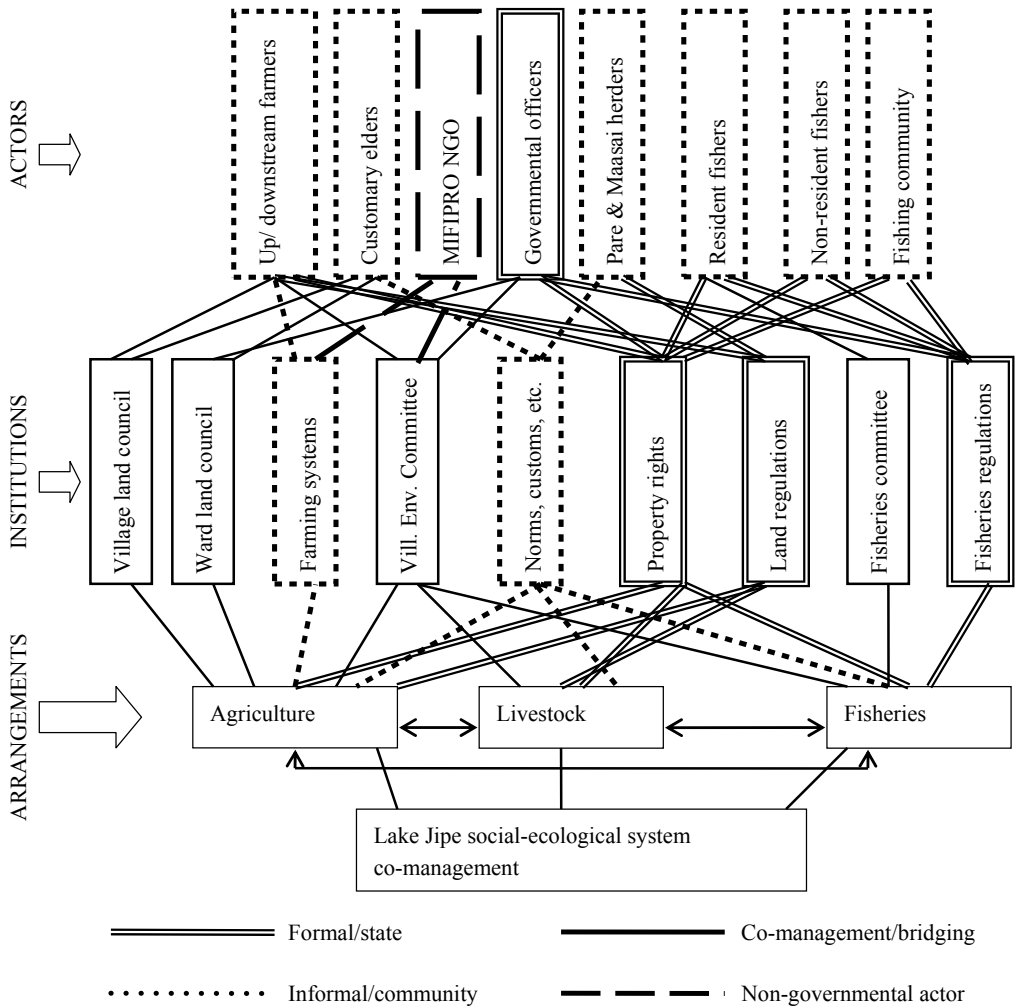 ACTORS
Up/ downstream farmers
Customary elders
MIFIPRO NGO
Governmental officers
Pare & Maasai herders
Resident fishers
Non-resident fishers
Fishing community
INSTITUTIONS
Village land council
Ward land council
Farming systems
Vill. Env. Committee
Norms, customs, etc.
Property rights
Land regulations
Fisheries committee
Fisheries regulations
ARRANGEMENTS
Agriculture
Livestock
Fisheries
Lake Jipe social-ecological system
co-management
Formal/state
Co-management/bridging
Informal/community
Non-governmental actor